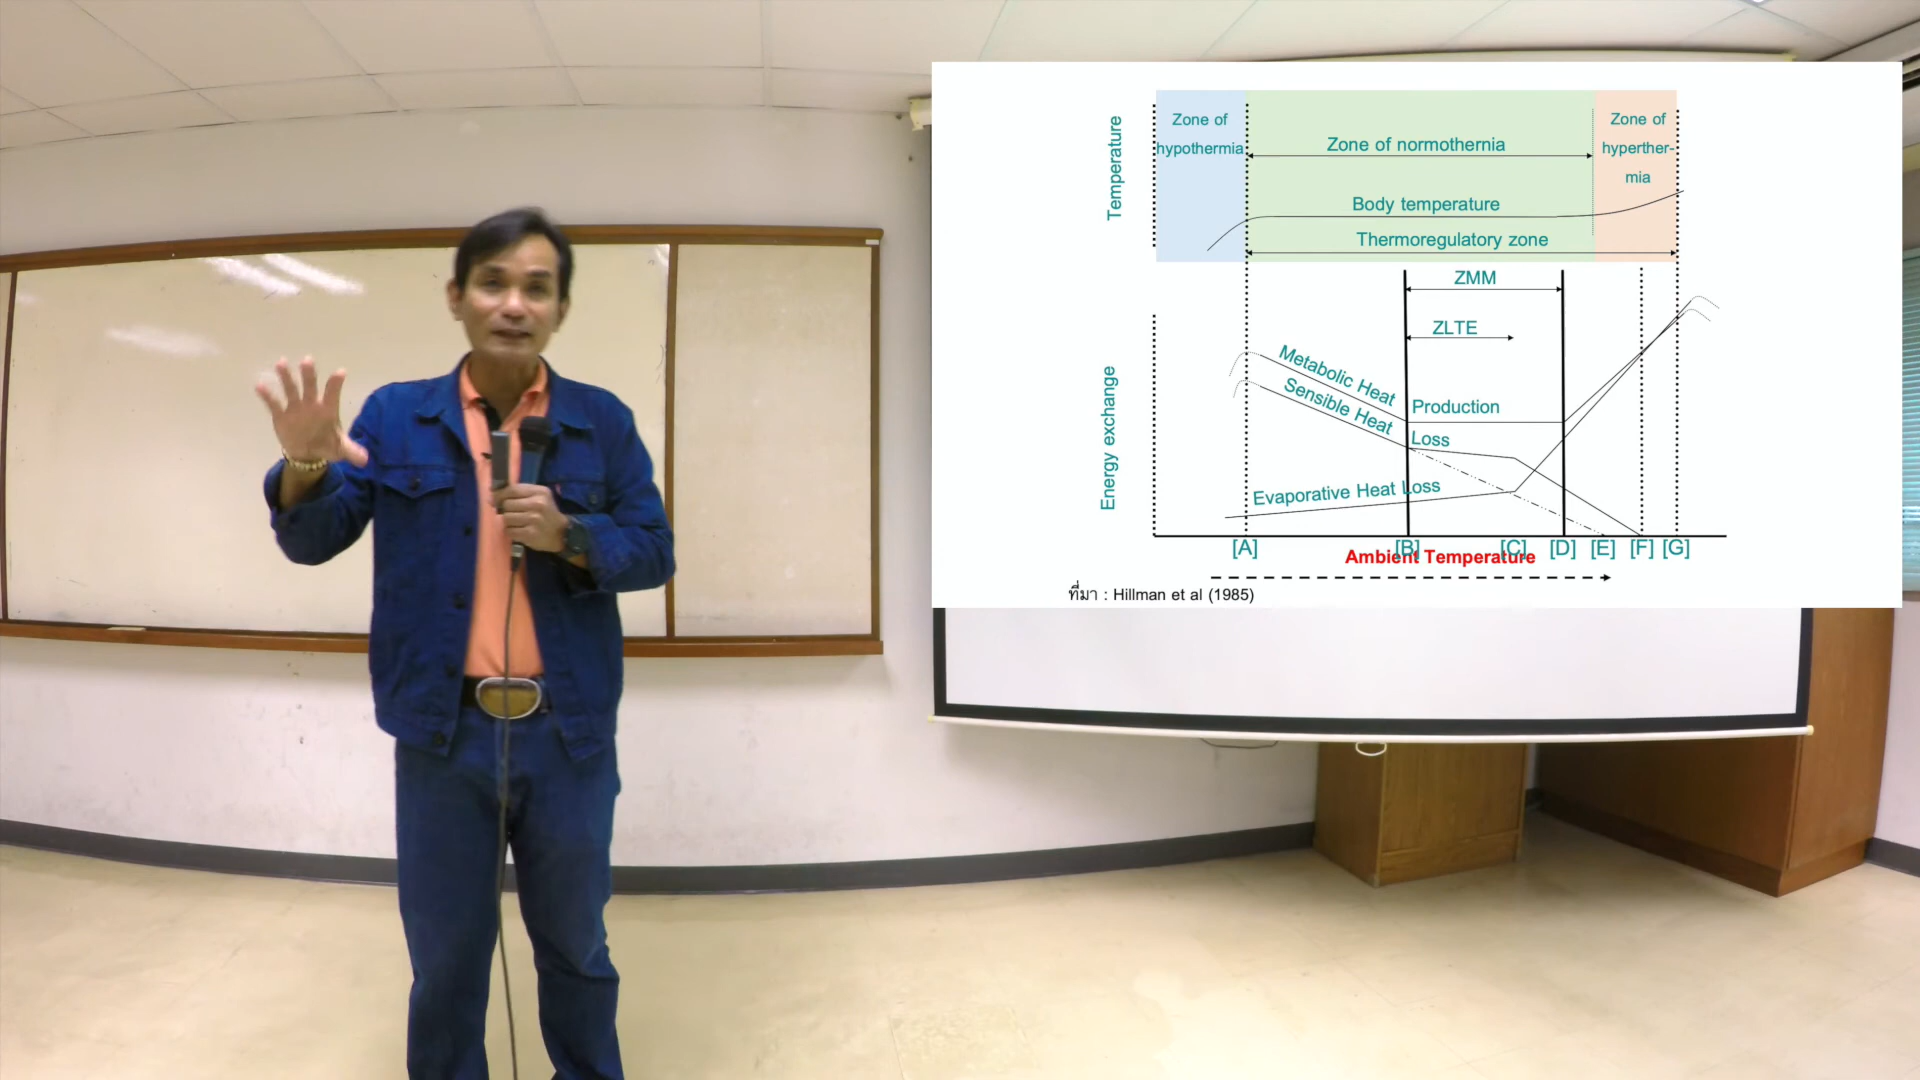 Temperature
Zone of
hypothermia
Zone of normothernia
Zone of
hyperther-
mia
Body temperature
Thermoregulatory zone
ZMM
ZLTE
Energy exchange
Metabolic Heat Production
Sensible Heat Loss
Evaporative Heat Loss
[A] [B] [C] [D] [E] [F] [G]
Ambient Temperature
ที่มา : Hillman et al (1985)